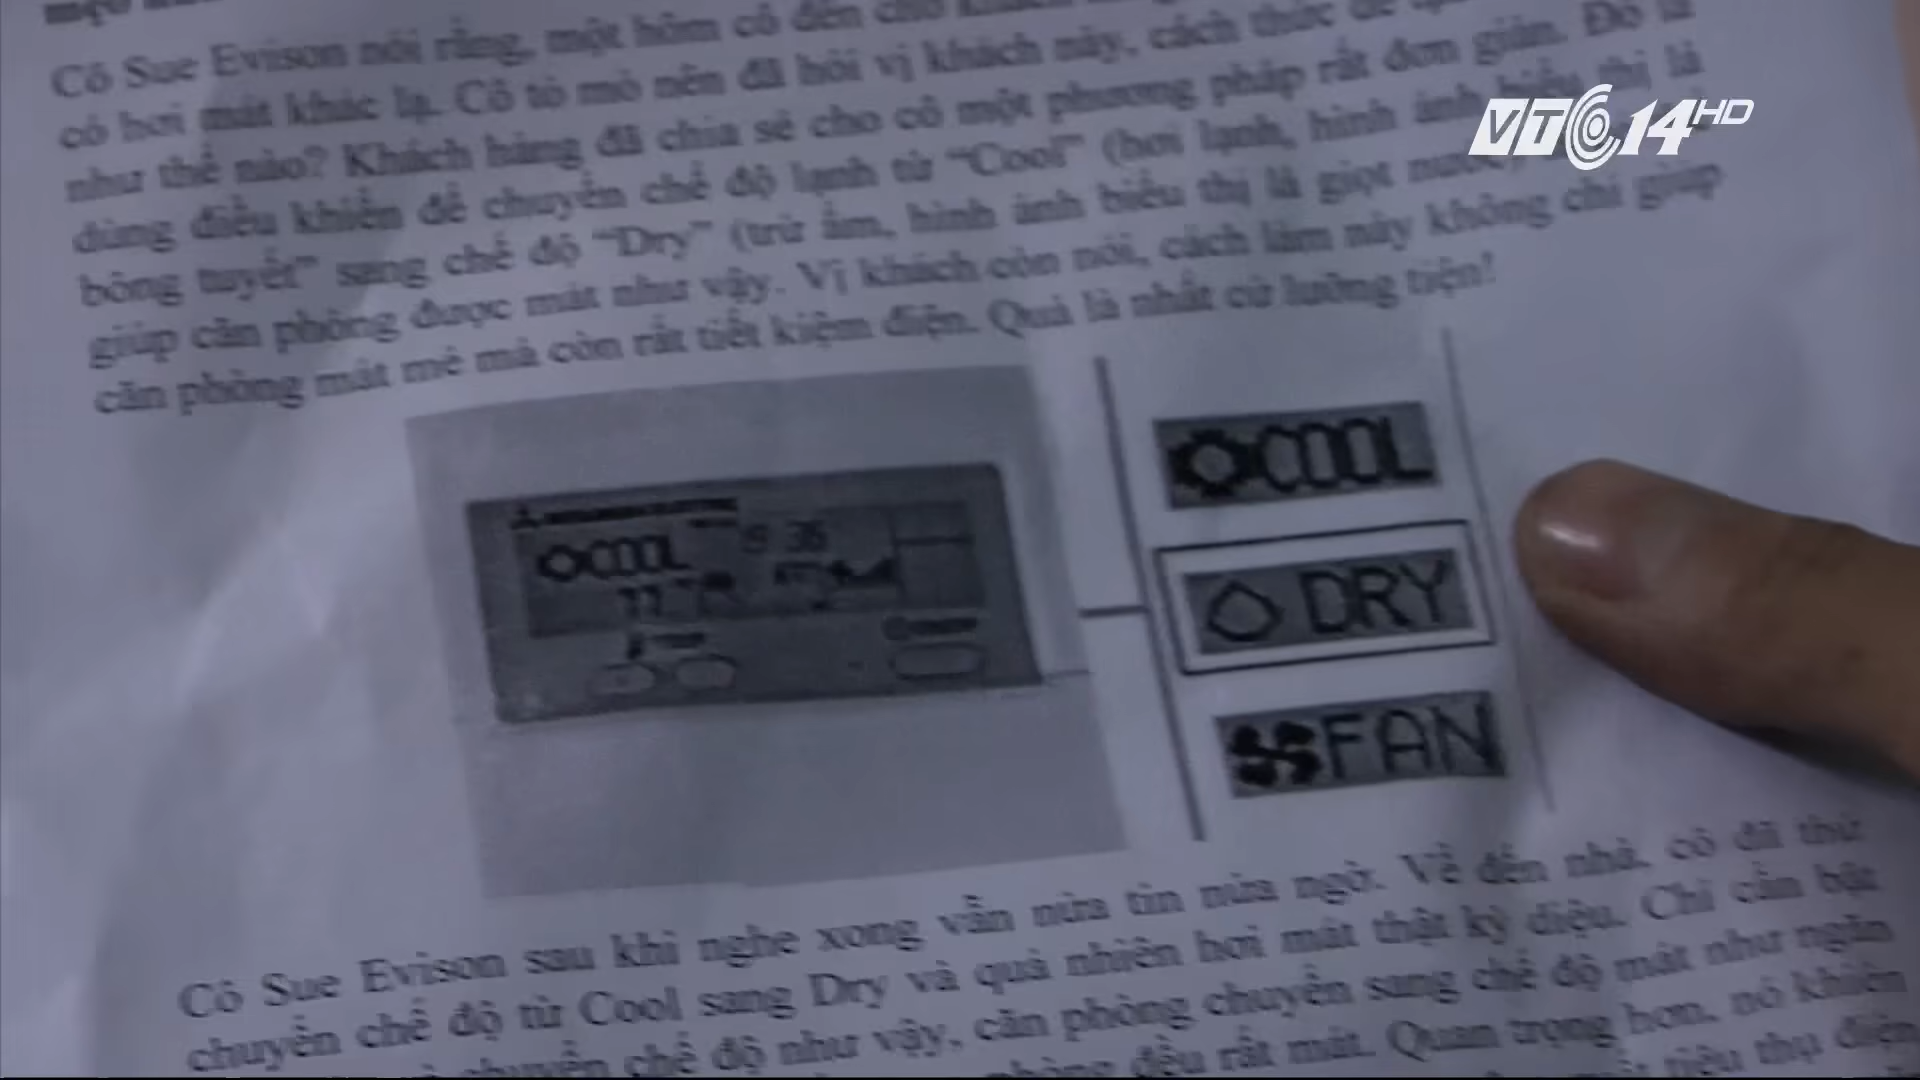 Cô Sue Evison nói rằng, một hôm cô đến chỗ khách
có hơi mát khác lạ. Cô tò mò nên đã hỏi vị khách này, cách thức để
như thế nào? Khách hàng đã chia sẻ cho cô một phương pháp rất đơn giản. Đó là
dùng điều khiển để chuyển chế độ lạnh từ “Cool” (hơi lạnh, hình ảnh biểu thị là
bông tuyết” sang chế độ “Dry” (trừ ẩm, hình ảnh biểu thị là giọt nước)
giúp căn phòng được mát như vậy. Vị khách còn nói, cách làm này không chỉ giúp
căn phòng mát mẻ mà còn rất tiết kiệm điện. Quả là nhất cử lưỡng tiện!
VTC14 HD
COOL
COOL
DRY
FAN
Cô Sue Evison sau khi nghe xong vẫn nửa tin nửa ngờ. Về đến nhà, cô đã thử
chuyển chế độ từ Cool sang Dry và quả nhiên hơi mát thật kỳ diệu. Chỉ cần bật
chuyển chế độ như vậy, căn phòng chuyển sang chế độ mát như ngăn
phòng đều rất mát. Quan trọng hơn, nó khiến
tiêu thụ điện